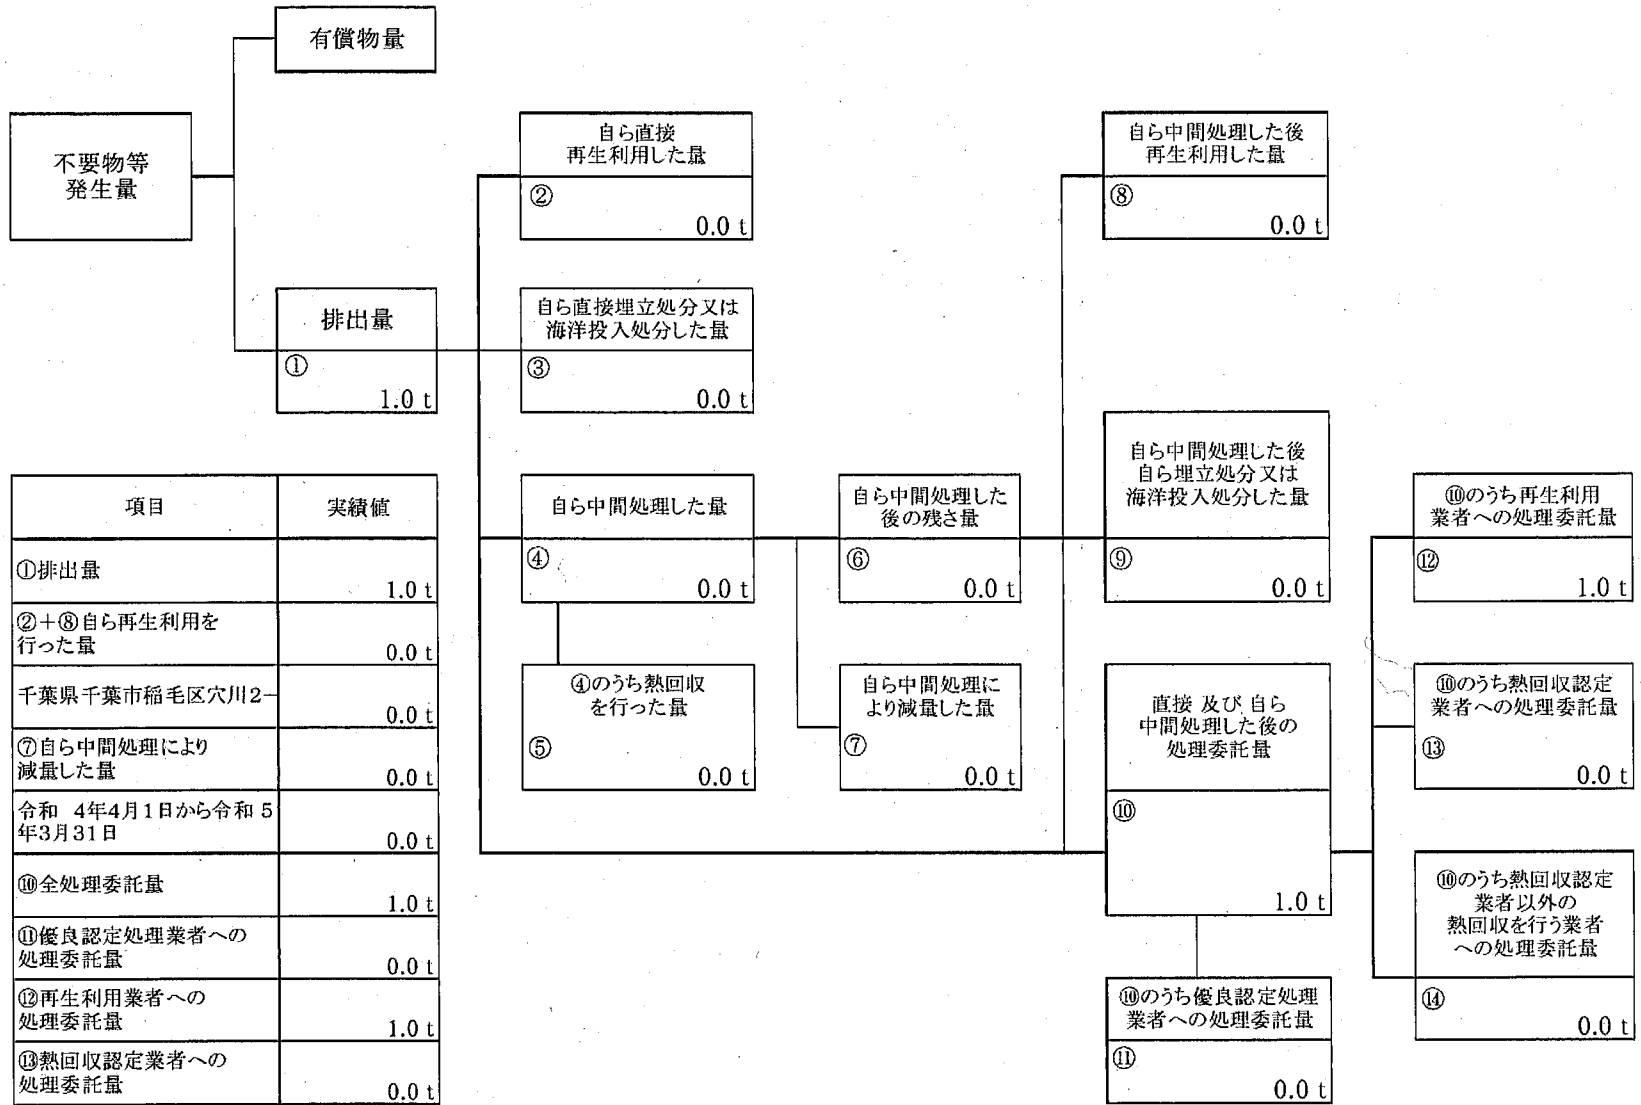 有償物量
不要物等
発生量
自ら直接
再生利用した量
②
0.0 t
自ら中間処理した後
再生利用した量
⑧
0.0 t
排出量
①
1.0 t
自ら直接埋立処分又は
海洋投入処分した量
③
0.0 t
自ら中間処理した量
④
0.0 t
自ら中間処理した
後の残さ量
⑥
0.0 t
自ら中間処理した後
自ら埋立処分又は
海洋投入処分した量
⑨
0.0 t
⑩のうち再生利用
業者への処理委託量
⑫
1.0 t
④のうち熱回収
を行った量
⑤
0.0 t
自ら中間処理に
より減量した量
⑦
0.0 t
直接 及び 自ら
中間処理した後の
処理委託量
⑩
1.0 t
⑩のうち熱回収認定
業者への処理委託量
⑬
0.0 t
⑩のうち熱回収認定
業者以外の
熱回収を行う業者
への処理委託量
⑭
0.0 t
⑩のうち優良認定処理
業者への処理委託量
⑪
0.0 t
項目 実績値
①排出量
1.0 t
②+⑧自ら再生利用を
行った量
0.0 t
千葉県千葉市稲毛区穴川2-
0.0 t
⑦自ら中間処理により
減量した量
0.0 t
令和 4年4月1日から令和 5
年3月31日
0.0 t
⑩全処理委託量
1.0 t
⑪優良認定処理業者への
処理委託量
0.0 t
⑫再生利用業者への
処理委託量
1.0 t
⑬熱回収認定業者への
処理委託量
0.0 t